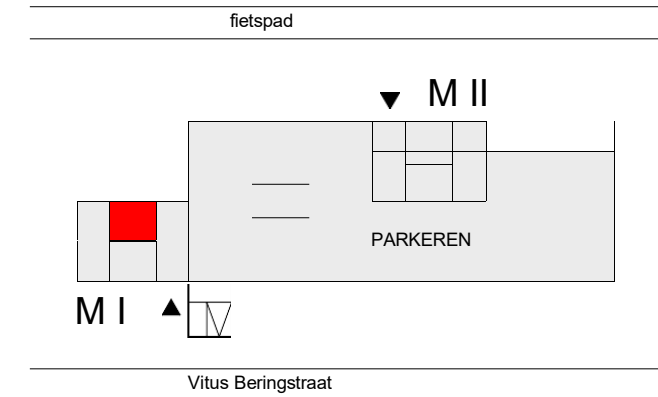 fietspad
M II
PARKEREN
M I
Vitus Beringstraat